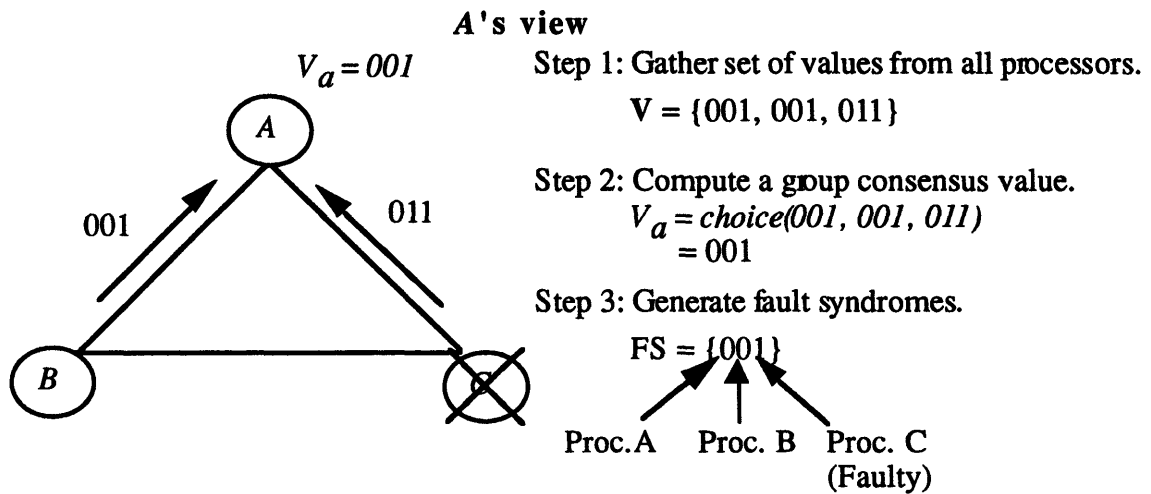 A's view
Va = 001
A
001
011
B
C
Step 1: Gather set of values from all processors.
V = {001, 001, 011}
Step 2: Compute a group consensus value.
Va = choice(001, 001, 011)
= 001
Step 3: Generate fault syndromes.
FS = {001}
Proc.A Proc. B Proc. C
(Faulty)